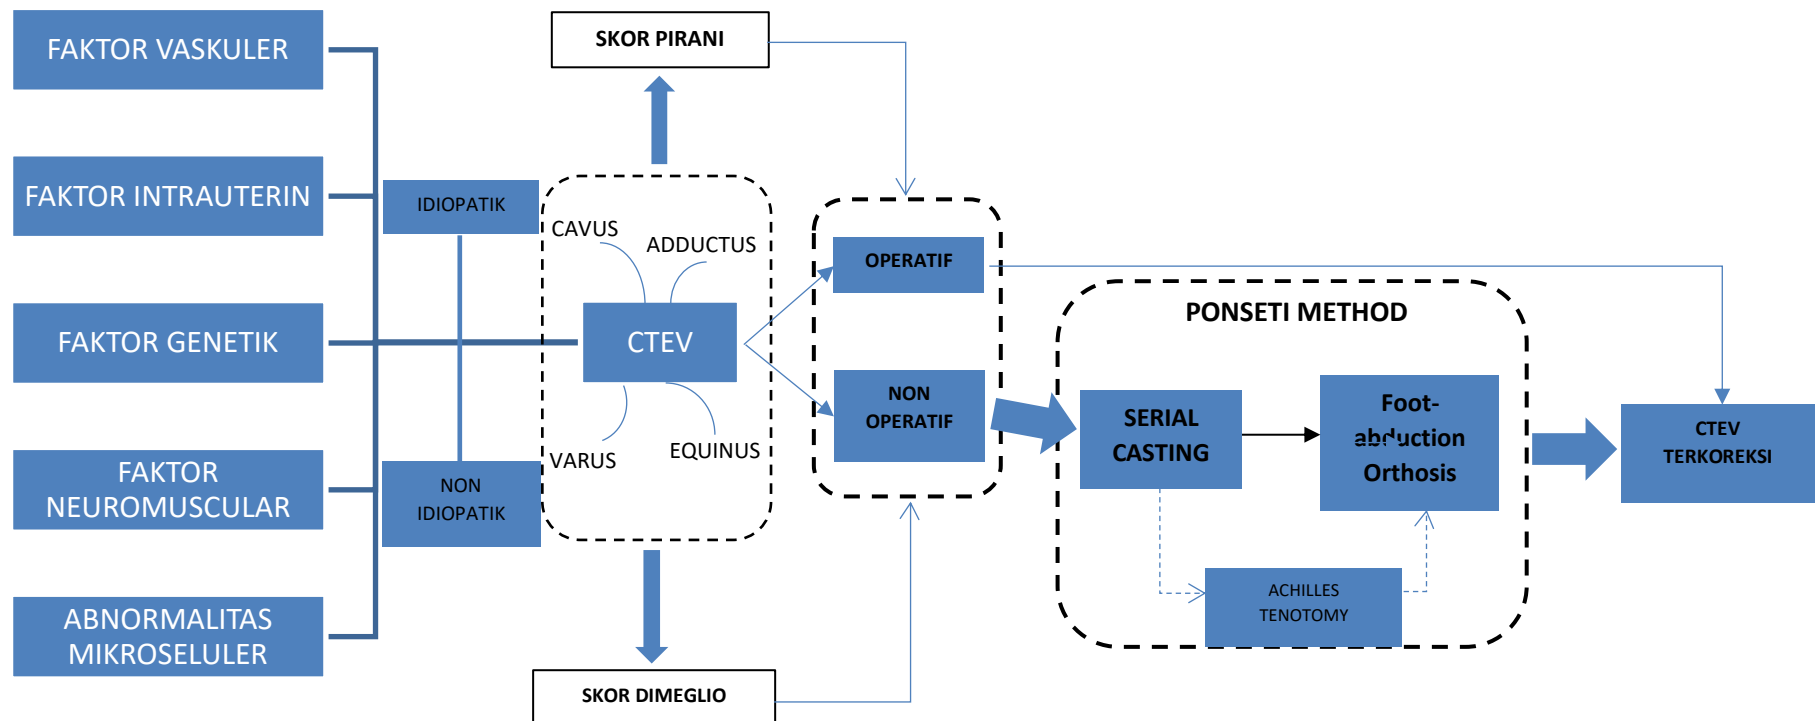 FAKTOR VASKULER
FAKTOR INTRAUTERIN
FAKTOR GENETIK
FAKTOR
NEUROMUSCULAR
ABNORMALITAS
MIKROSELULER
IDIOPATIK
NON
IDIOPATIK
SKOR PIRANI
CAVUS
ADDUCTUS
CTEV
VARUS
EQUINUS
SKOR DIMEGLIO
OPERATIF
NON
OPERATIF
PONSETI METHOD
SERIAL
CASTING
Foot-
abduction
Orthosis
ACHILLES
TENOTOMY
CTEV
TERKOREKSI